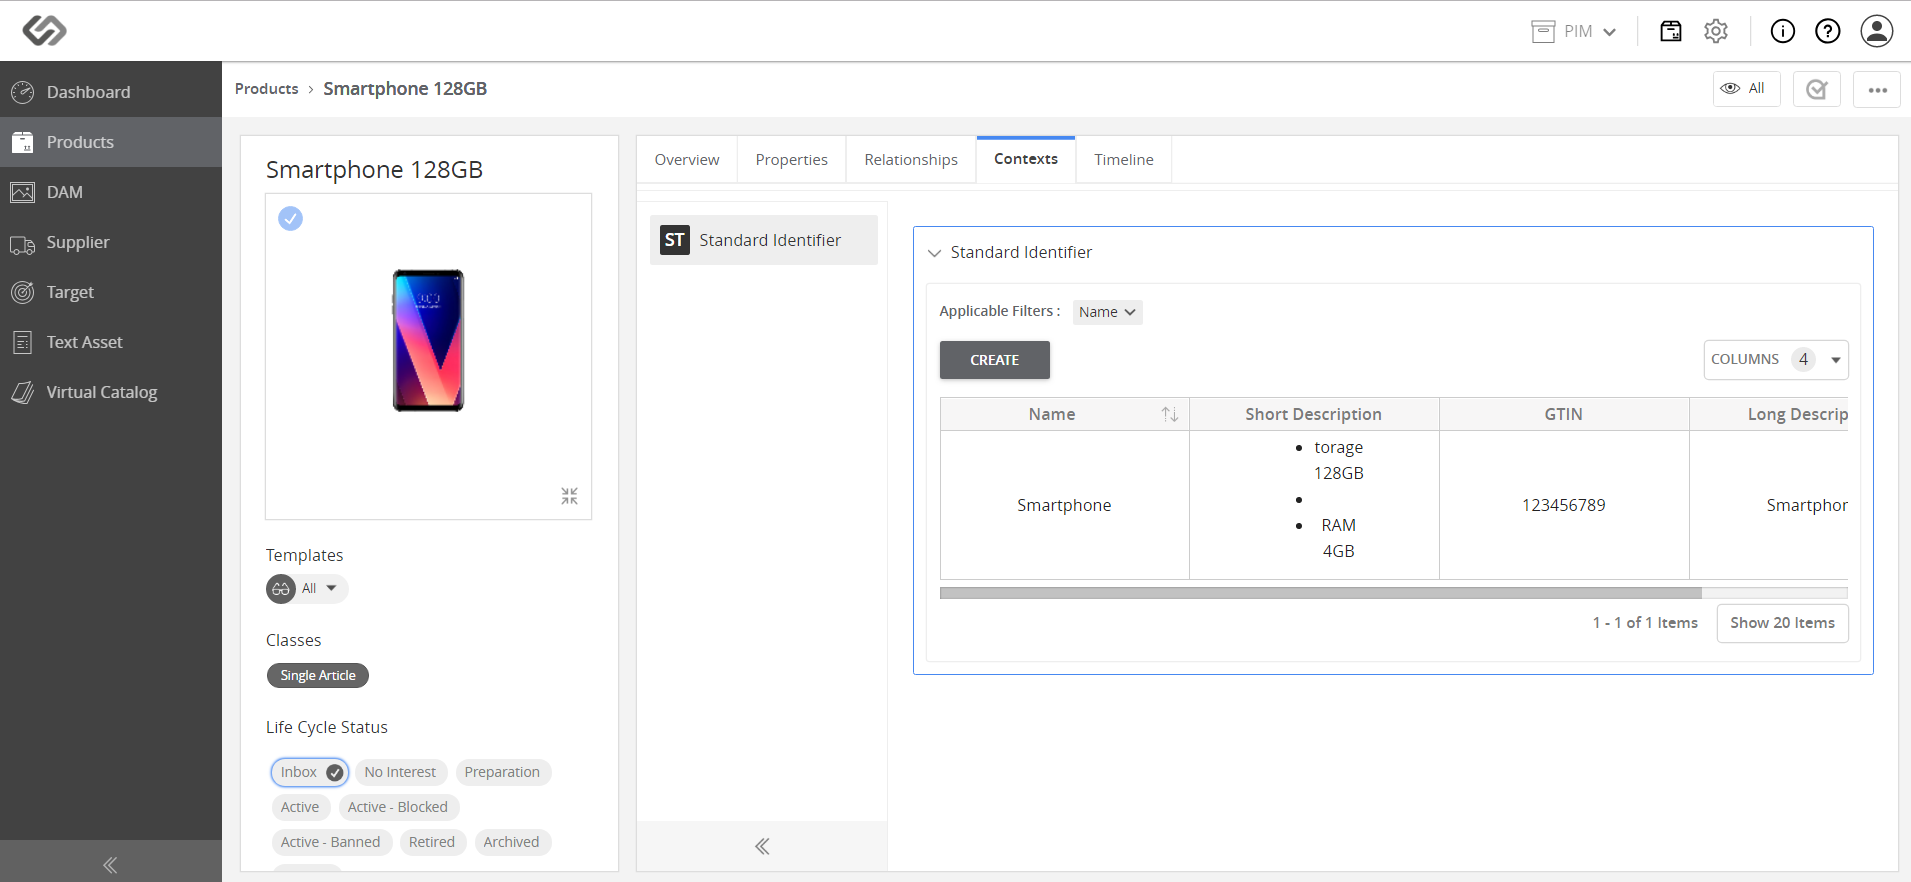 PIM
Dashboard
Products
DAM
Supplier
Target
Text Asset
Virtual Catalog
Products › Smartphone 128GB
All
Smartphone 128GB
Templates
All
Classes
Single Article
Life Cycle Status
Inbox No Interest Preparation
Active Active - Blocked
Active - Banned Retired Archived
Overview Properties Relationships Contexts Timeline
ST Standard Identifier
Standard Identifier
Applicable Filters : Name
CREATE
COLUMNS 4
Name Short Description GTIN Long Descrip
Smartphone
• torage
128GB
•
• RAM
4GB
123456789
Smartphor
1 - 1 of 1 Items Show 20 Items